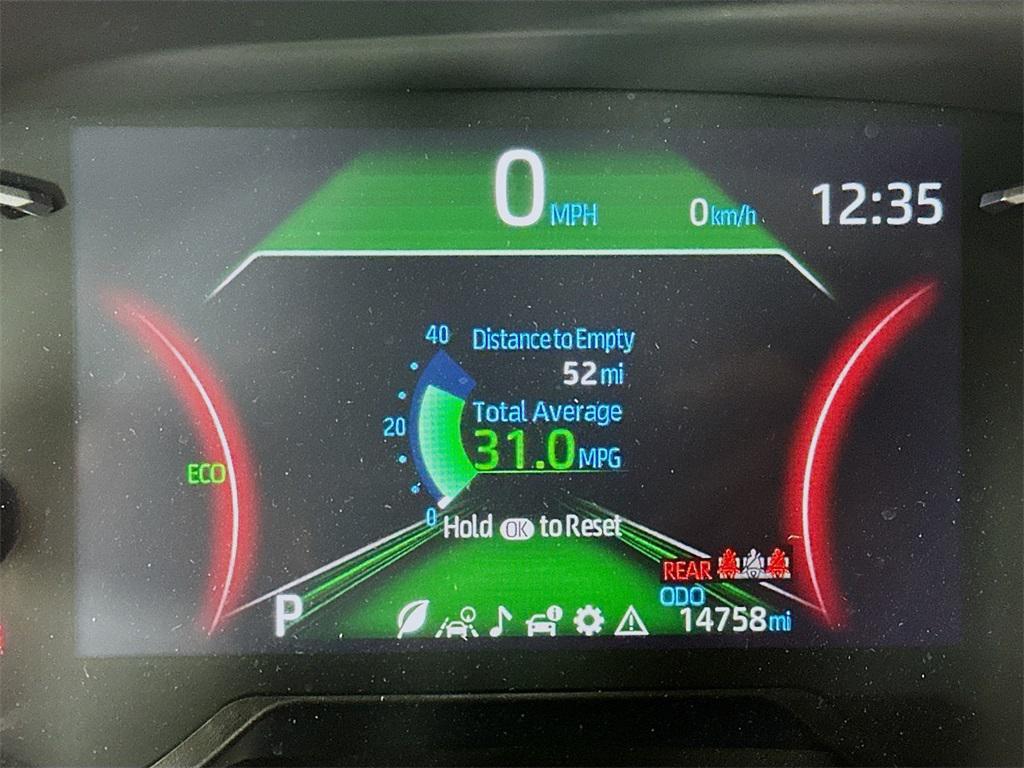 0 MPH
0 km/h
12:35
40
Distance to Empty
52 mi
Total Average
20
31.0 MPG
ECO
0
Hold OK to Reset
REAR
ODO
P
14758 mi